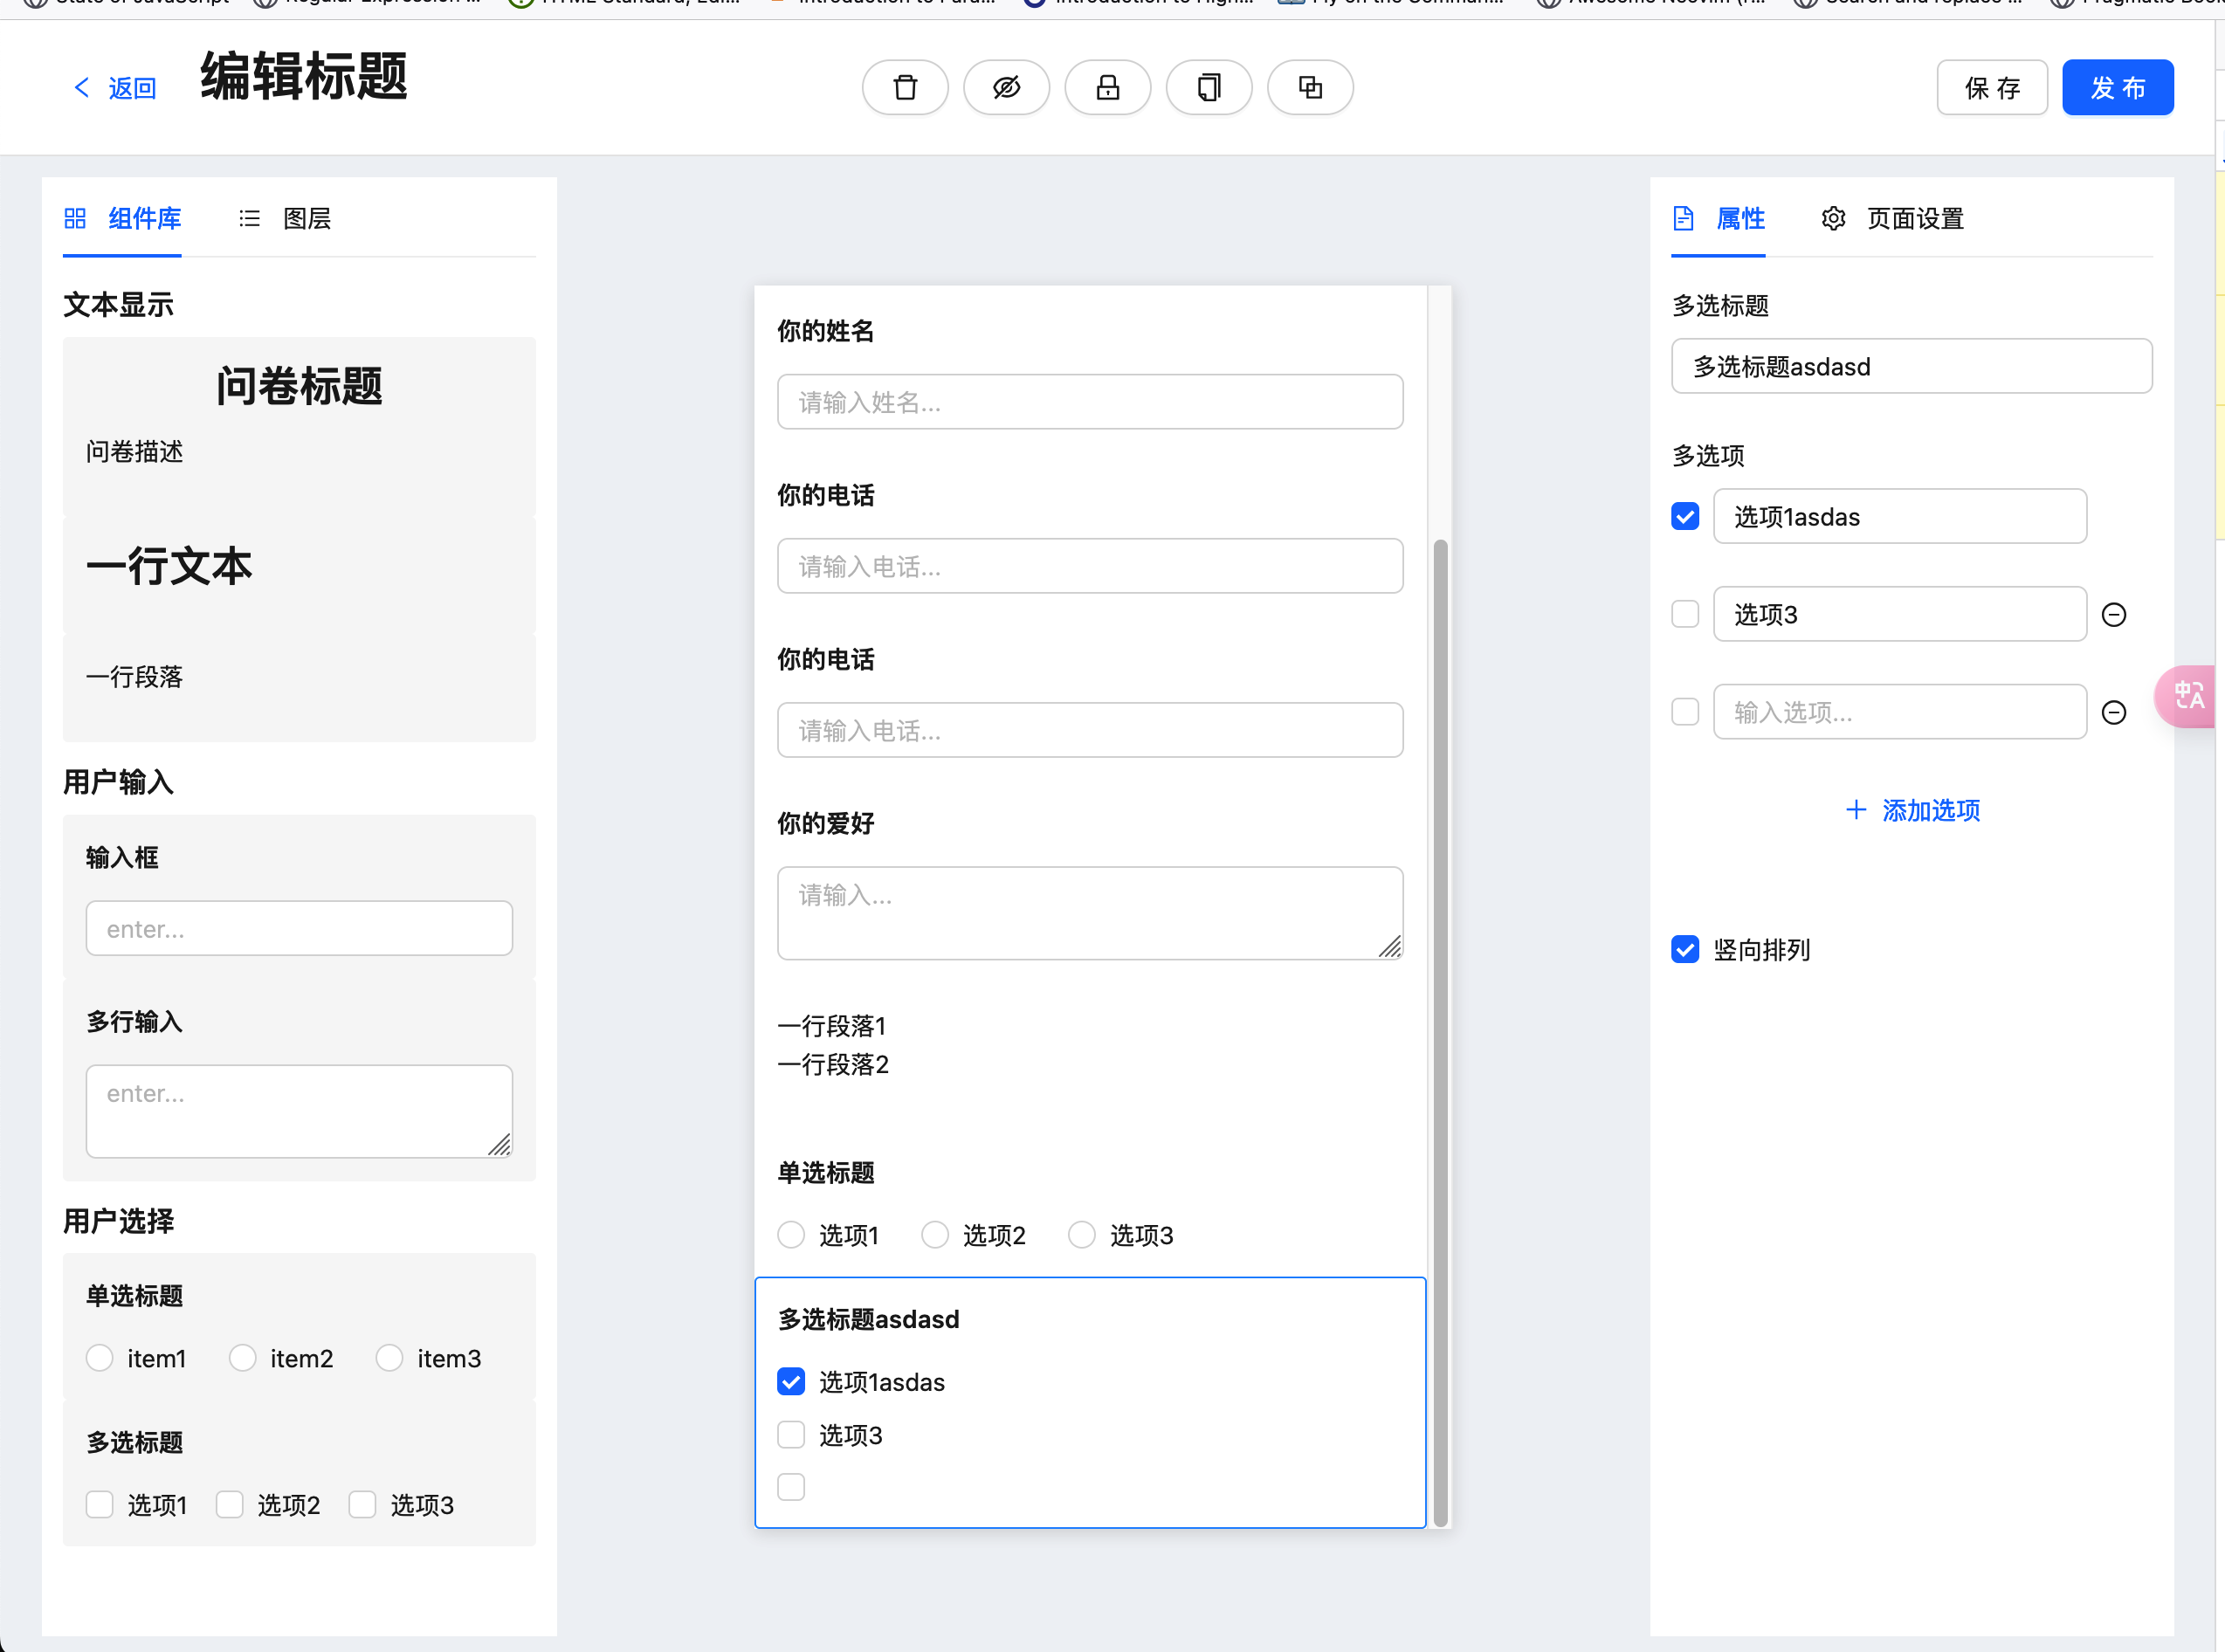 返回
编辑标题
保 存
发 布
组件库
图层
文本显示
问卷标题
问卷描述
一行文本
一行段落
用户输入
输入框
enter...
多行输入
enter...
用户选择
单选标题
item1
item2
item3
多选标题
选项1
选项2
选项3
你的姓名
请输入姓名...
你的电话
请输入电话...
你的电话
请输入电话...
你的爱好
请输入...
一行段落1
一行段落2
单选标题
选项1
选项2
选项3
多选标题asdasd
选项1asdas
选项3
属性
页面设置
多选标题
多选标题asdasd
多选项
选项1asdas
选项3
输入选项...
添加选项
竖向排列
中A